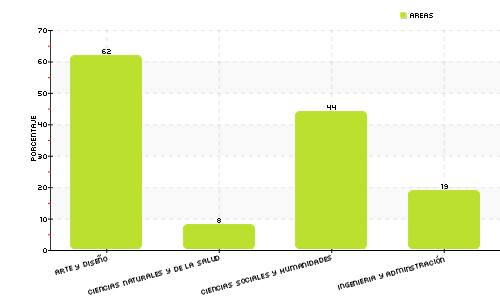 AREAS
PORCENTAJE
70
60
50
40
30
20
10
0
62
8
44
19
ARTE Y DISEÑO
CIENCIAS NATURALES Y DE LA SALUD
CIENCIAS SOCIALES Y HUMANIDADES
INGENIERIA Y ADMINSTRACIÓN